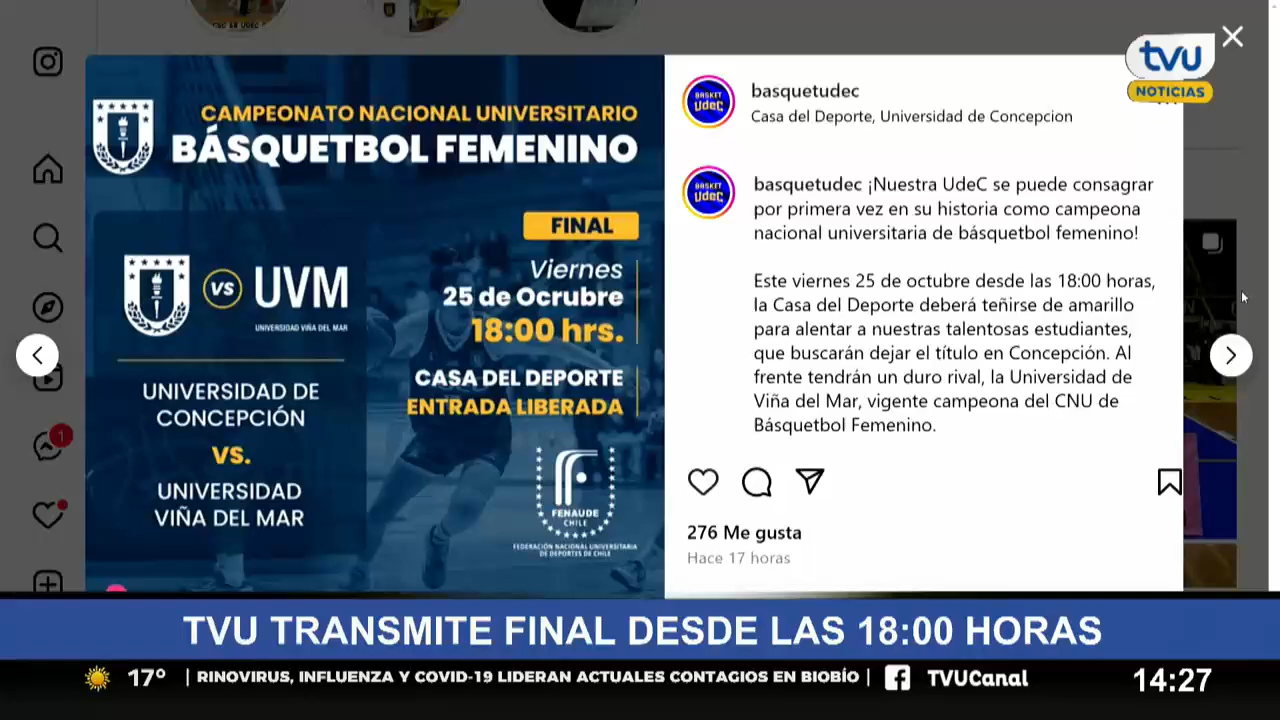 tvu
NOTICIAS
CAMPEONATO NACIONAL UNIVERSITARIO
BÁSQUETBOL FEMENINO
FINAL
Viernes
25 de Ocrubre
18:00 hrs.
CASA DEL DEPORTE
ENTRADA LIBERADA
VS
UVM
UNIVERSIDAD VIÑA DEL MAR
UNIVERSIDAD DE
CONCEPCIÓN
VS.
UNIVERSIDAD
VIÑA DEL MAR
FENAUDE
CHILE
FEDERACIÓN NACIONAL UNIVERSITARIA
DE DEPORTES DE CHILE
BASKET
UdeC
basquetudec
Casa del Deporte, Universidad de Concepcion
BASKET
UdeC
basquetudec ¡Nuestra UdeC se puede consagrar
por primera vez en su historia como campeona
nacional universitaria de básquetbol femenino!
Este viernes 25 de octubre desde las 18:00 horas,
la Casa del Deporte deberá teñirse de amarillo
para alentar a nuestras talentosas estudiantes,
que buscarán dejar el título en Concepción. Al
frente tendrán un duro rival, la Universidad de
Viña del Mar, vigente campeona del CNU de
Básquetbol Femenino.
276 Me gusta
Hace 17 horas
1
TVU TRANSMITE FINAL DESDE LAS 18:00 HORAS
17° | RINOVIRUS, INFLUENZA Y COVID-19 LIDERAN ACTUALES CONTAGIOS EN BIOBÍO | TVUCanal 14:27